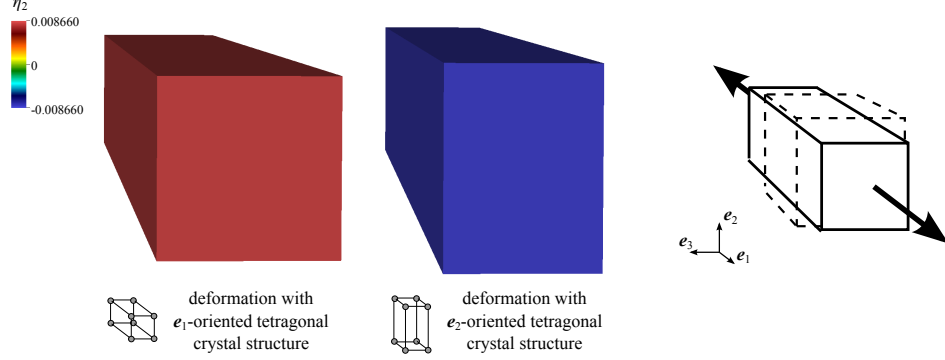 η2
0.008660
0
-0.008660
deformation with
e1-oriented tetragonal
crystal structure
deformation with
e2-oriented tetragonal
crystal structure
e2
e3
e1